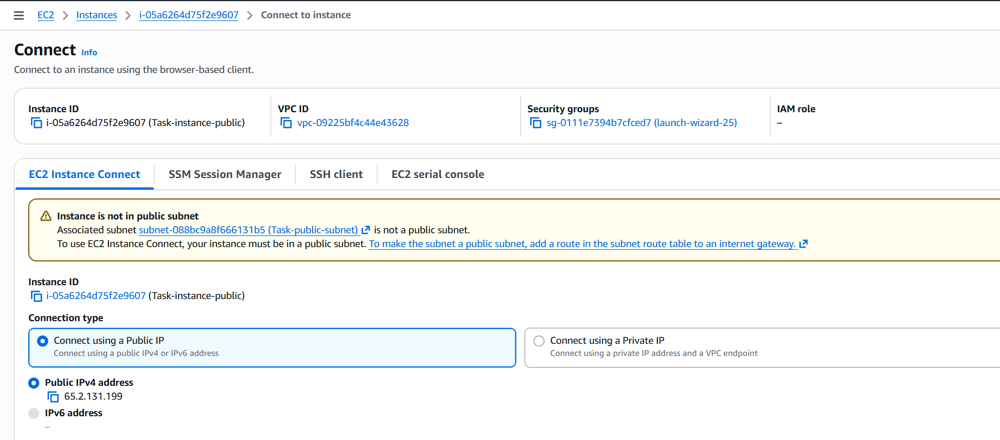 EC2 > Instances > i-05a6264d75f2e9607 > Connect to instance
Connect Info
Connect to an instance using the browser-based client.
Instance ID
i-05a6264d75f2e9607 (Task-instance-public)
VPC ID
vpc-09225bf4c44e43628
Security groups
sg-0111e7394b7cfced7 (launch-wizard-25)
IAM role
–
EC2 Instance Connect
SSM Session Manager
SSH client
EC2 serial console
Instance is not in public subnet
Associated subnet subnet-088bc9a8f666131b5 (Task-public-subnet) is not a public subnet.
To use EC2 Instance Connect, your instance must be in a public subnet. To make the subnet a public subnet, add a route in the subnet route table to an internet gateway.
Instance ID
i-05a6264d75f2e9607 (Task-instance-public)
Connection type
Connect using a Public IP
Connect using a public IPv4 or IPv6 address
Connect using a Private IP
Connect using a private IP address and a VPC endpoint
Public IPv4 address
65.2.131.199
IPv6 address
–